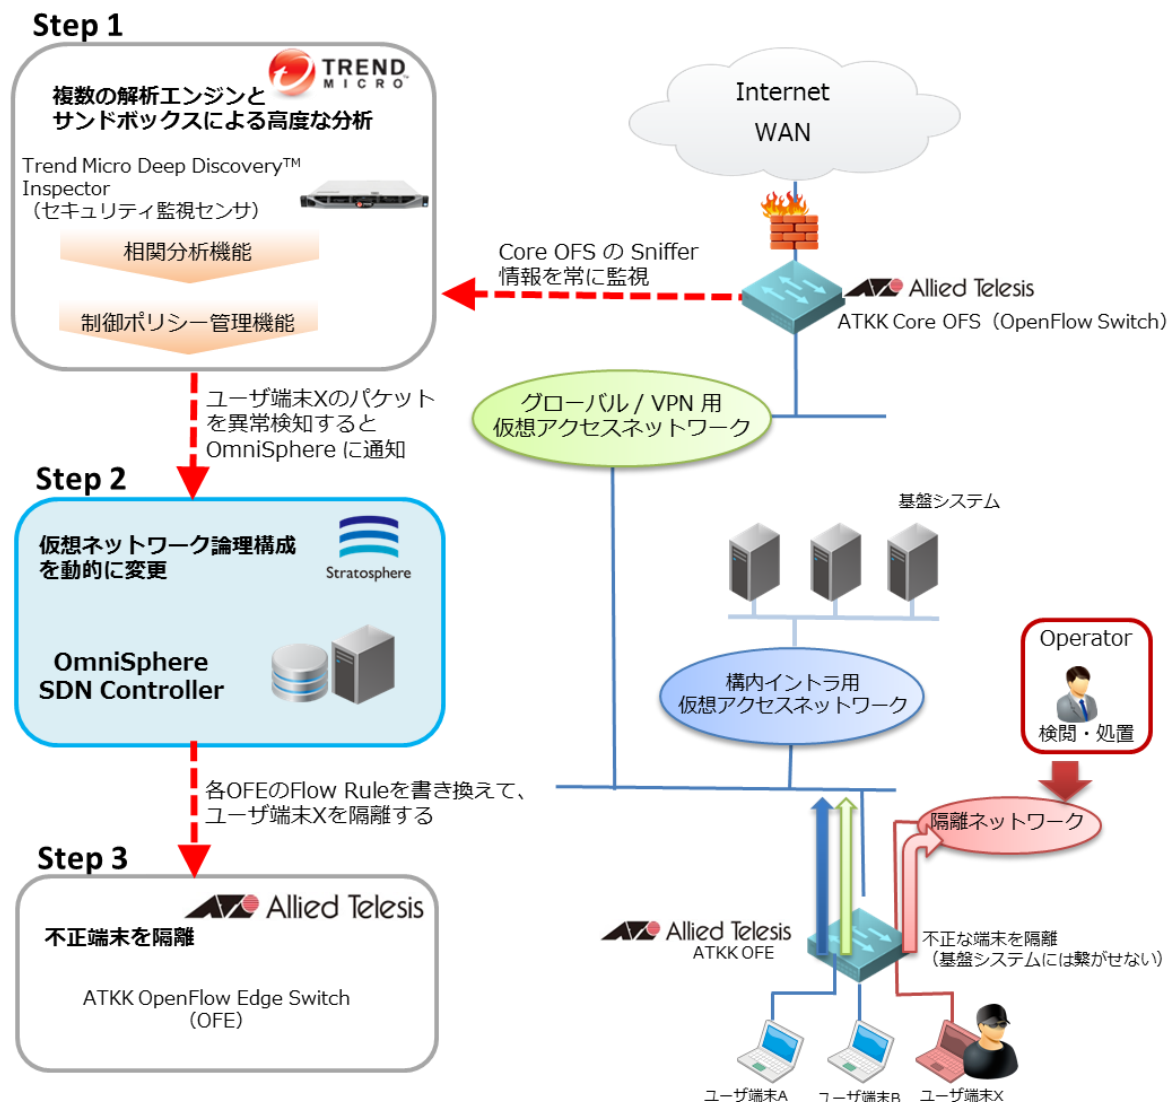 Step 1
TREND
MICRO
複数の解析エンジンと
サンドボックスによる高度な分析
Trend Micro Deep Discovery™
Inspector
（セキュリティ監視センサ）
相関分析機能
制御ポリシー管理機能
ユーザ端末Xのパケット
を異常検知すると
OmniSphere に通知
Step 2
仮想ネットワーク論理構成
を動的に変更
Stratosphere
OmniSphere
SDN Controller
各OFEのFlow Ruleを書き換えて、
ユーザ端末Xを隔離する
Step 3
Allied Telesis
不正端末を隔離
ATKK OpenFlow Edge Switch
（OFE）
Internet
WAN
Core OFS の Sniffer
情報を常に監視
Allied Telesis
ATKK Core OFS（OpenFlow Switch）
グローバル / VPN 用
仮想アクセスネットワーク
基盤システム
構内イントラ用
仮想アクセスネットワーク
Operator
検閲・処置
隔離ネットワーク
Allied Telesis
ATKK OFE
不正な端末を隔離
（基盤システムには繋がせない）
ユーザ端末A
ユーザ端末B
ユーザ端末X